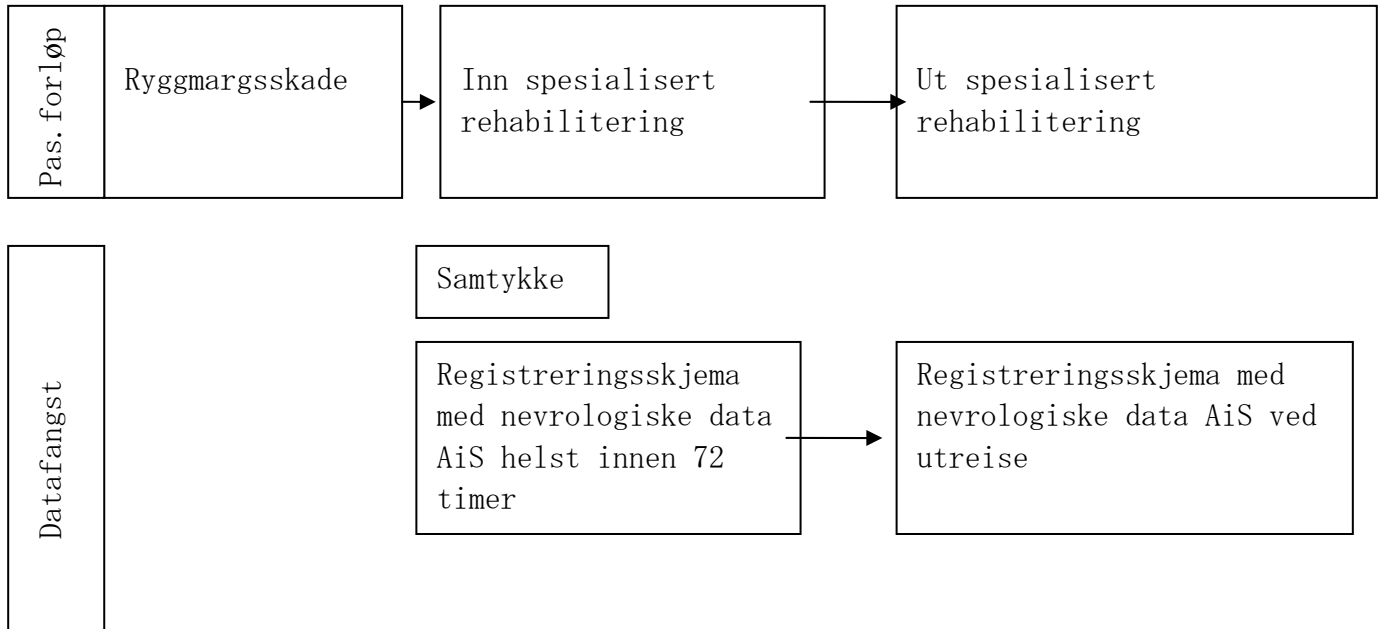 Pas.forløp
Ryggmargsskade
Inn spesialisert
rehabilitering
Ut spesialisert
rehabilitering
Datafangst
Samtykke
Registreringsskjema
med nevrologiske data
AiS helst innen 72
timer
Registreringsskjema med
nevrologiske data AiS ved
utreise